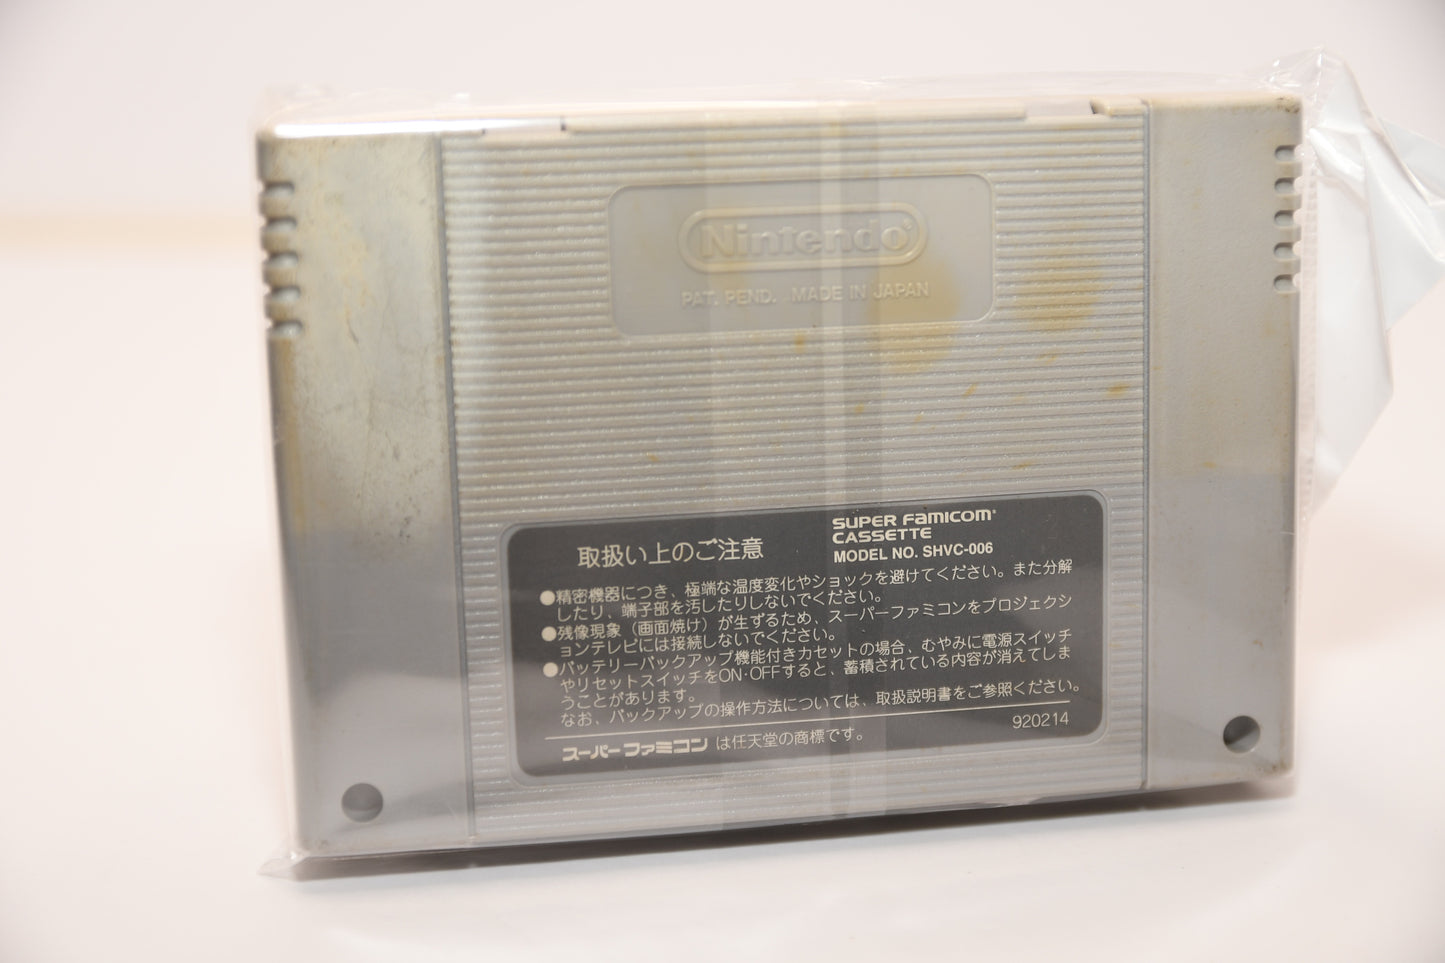 Nintendo®
PAT. PEND. MADE IN JAPAN
取扱い上のご注意
SUPER FAMICOM®
CASSETTE
MODEL NO. SHVC-006
●精密機器につき、極端な温度変化やショックを避けてください。また分解
したり、端子部を汚したりしないでください。
●残像現象（画面焼け）が生ずるため、スーパーファミコンをプロジェクシ
ョンテレビには接続しないでください。
●バッテリーバックアップ機能付きカセットの場合、むやみに電源スイッチ
やリセットスイッチをON·OFFすると、蓄積されている内容が消えてしま
うことがあります。
なお、バックアップの操作方法については、取扱説明書をご参照ください。
920214
スーパーファミコン は任天堂の商標です。